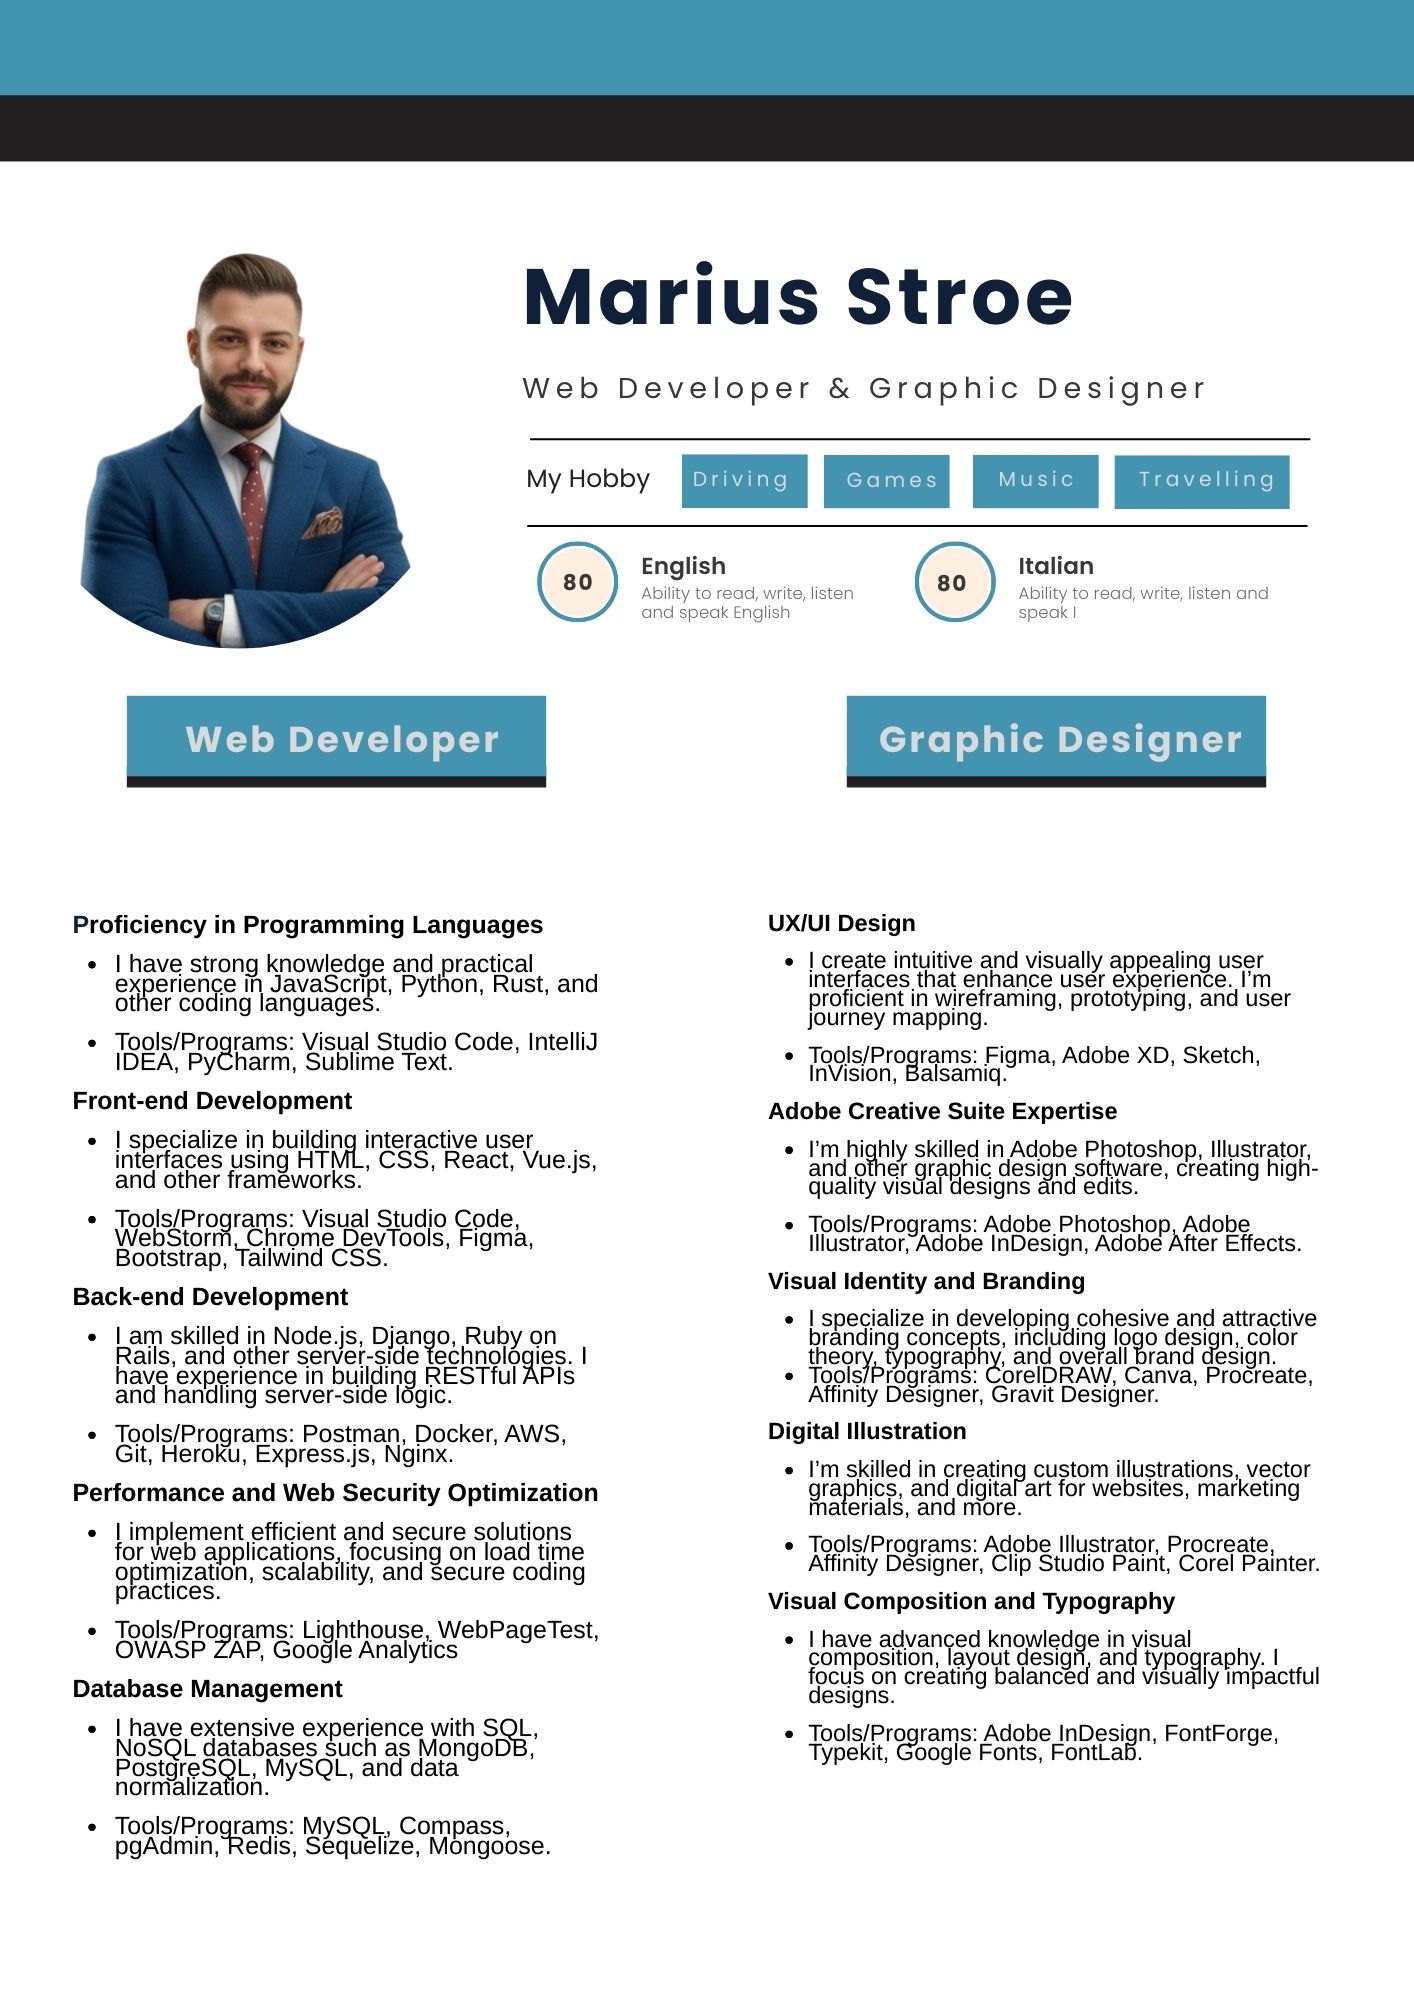 Marius Stroe
Web Developer & Graphic Designer
My Hobby
Driving
Games
Music
Travelling
80
English
Ability to read, write, listen
and speak English
80
Italian
Ability to read, write, listen and
speak I
Web Developer
Proficiency in Programming Languages
• I have strong knowledge and practical
experience in JavaScript, Python, Rust, and
other coding languages.
• Tools/Programs: Visual Studio Code, IntelliJ
IDEA, PyCharm, Sublime Text.
Front-end Development
• I specialize in building interactive user
interfaces using HTML, CSS, React, Vue.js,
and other frameworks.
• Tools/Programs: Visual Studio Code,
WebStorm, Chrome DevTools, Figma,
Bootstrap, Tailwind CSS.
Back-end Development
• I am skilled in Node.js, Django, Ruby on
Rails, and other server-side technologies. I
have experience in building RESTful APIs
and handling server-side logic.
• Tools/Programs: Postman, Docker, AWS,
Git, Heroku, Express.js, Nginx.
Performance and Web Security Optimization
• I implement efficient and secure solutions
for web applications, focusing on load time
optimization, scalability, and secure coding
practices.
• Tools/Programs: Lighthouse, WebPageTest,
OWASP ZAP, Google Analytics
Database Management
• I have extensive experience with SQL,
NoSQL databases such as MongoDB,
PostgreSQL, MySQL, and data
normalization.
• Tools/Programs: MySQL, Compass,
pgAdmin, Redis, Sequelize, Mongoose.
Graphic Designer
UX/UI Design
• I create intuitive and visually appealing user
interfaces that enhance user experience. I’m
proficient in wireframing, prototyping, and user
journey mapping.
• Tools/Programs: Figma, Adobe XD, Sketch,
InVision, Balsamiq.
Adobe Creative Suite Expertise
• I’m highly skilled in Adobe Photoshop, Illustrator,
and other graphic design software, creating high-
quality visual designs and edits.
• Tools/Programs: Adobe Photoshop, Adobe
Illustrator, Adobe InDesign, Adobe After Effects.
Visual Identity and Branding
• I specialize in developing cohesive and attractive
branding concepts, including logo design, color
theory, typography, and overall brand design.
• Tools/Programs: CorelDRAW, Canva, Procreate,
Affinity Designer, Gravit Designer.
Digital Illustration
• I’m skilled in creating custom illustrations, vector
graphics, and digital art for websites, marketing
materials, and more.
• Tools/Programs: Adobe Illustrator, Procreate,
Affinity Designer, Clip Studio Paint, Corel Painter.
Visual Composition and Typography
• I have advanced knowledge in visual
composition, layout design, and typography. I
focus on creating balanced and visually impactful
designs.
• Tools/Programs: Adobe InDesign, FontForge,
Typekit, Google Fonts, FontLab.